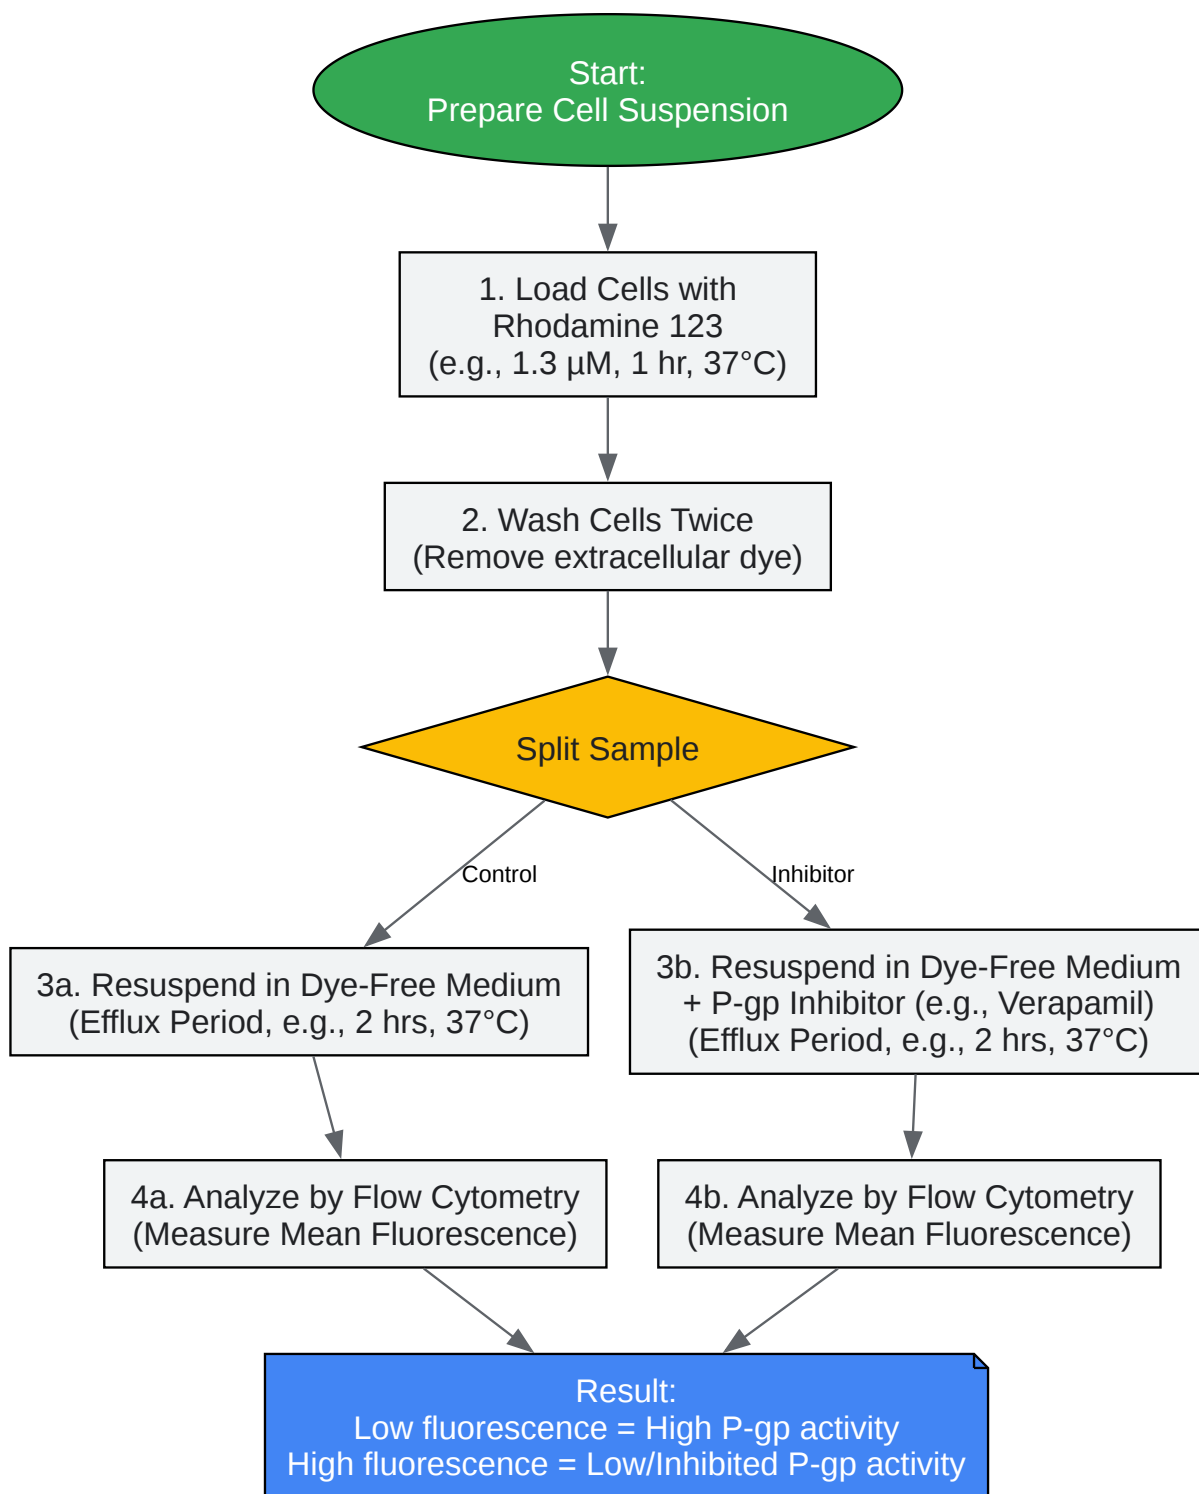 Start:
Prepare Cell Suspension
1. Load Cells with
Rhodamine 123
(e.g., 1.3 µM, 1 hr, 37°C)
2. Wash Cells Twice
(Remove extracellular dye)
Split Sample
Control
Inhibitor
3a. Resuspend in Dye-Free Medium
(Efflux Period, e.g., 2 hrs, 37°C)
3b. Resuspend in Dye-Free Medium
+ P-gp Inhibitor (e.g., Verapamil)
(Efflux Period, e.g., 2 hrs, 37°C)
4a. Analyze by Flow Cytometry
(Measure Mean Fluorescence)
4b. Analyze by Flow Cytometry
(Measure Mean Fluorescence)
Result:
Low fluorescence = High P-gp activity
High fluorescence = Low/Inhibited P-gp activity